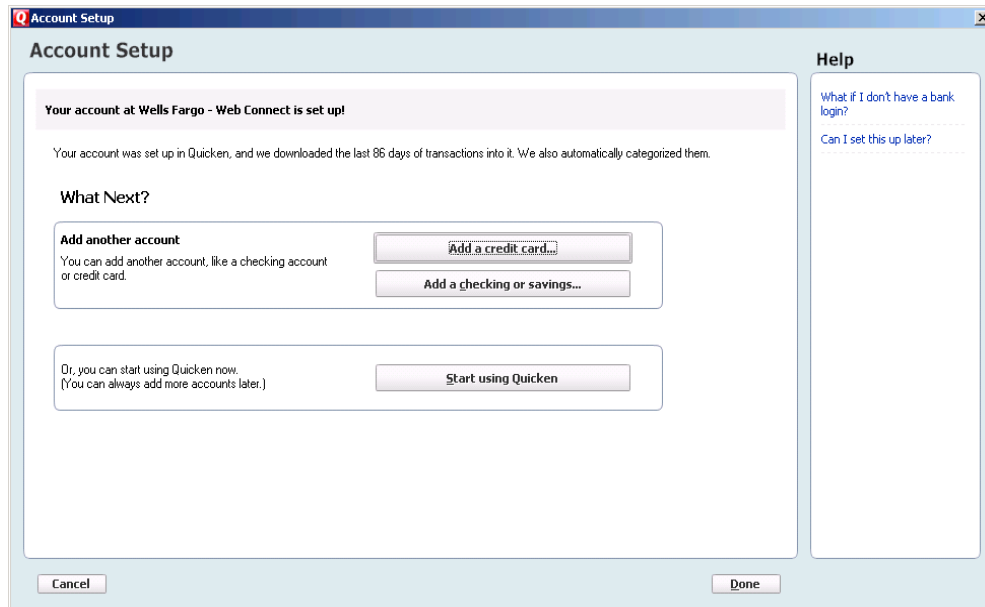 Q Account Setup
Account Setup
Your account at Wells Fargo - Web Connect is set up!
Your account was set up in Quicken, and we downloaded the last 86 days of transactions into it. We also automatically categorized them.
What Next?
Add another account
You can add another account, like a checking account
or credit card.
Add a credit card...
Add a checking or savings...
Or, you can start using Quicken now.
(You can always add more accounts later.)
Start using Quicken
Cancel
Done
Help
What if I don't have a bank
login?
Can I set this up later?